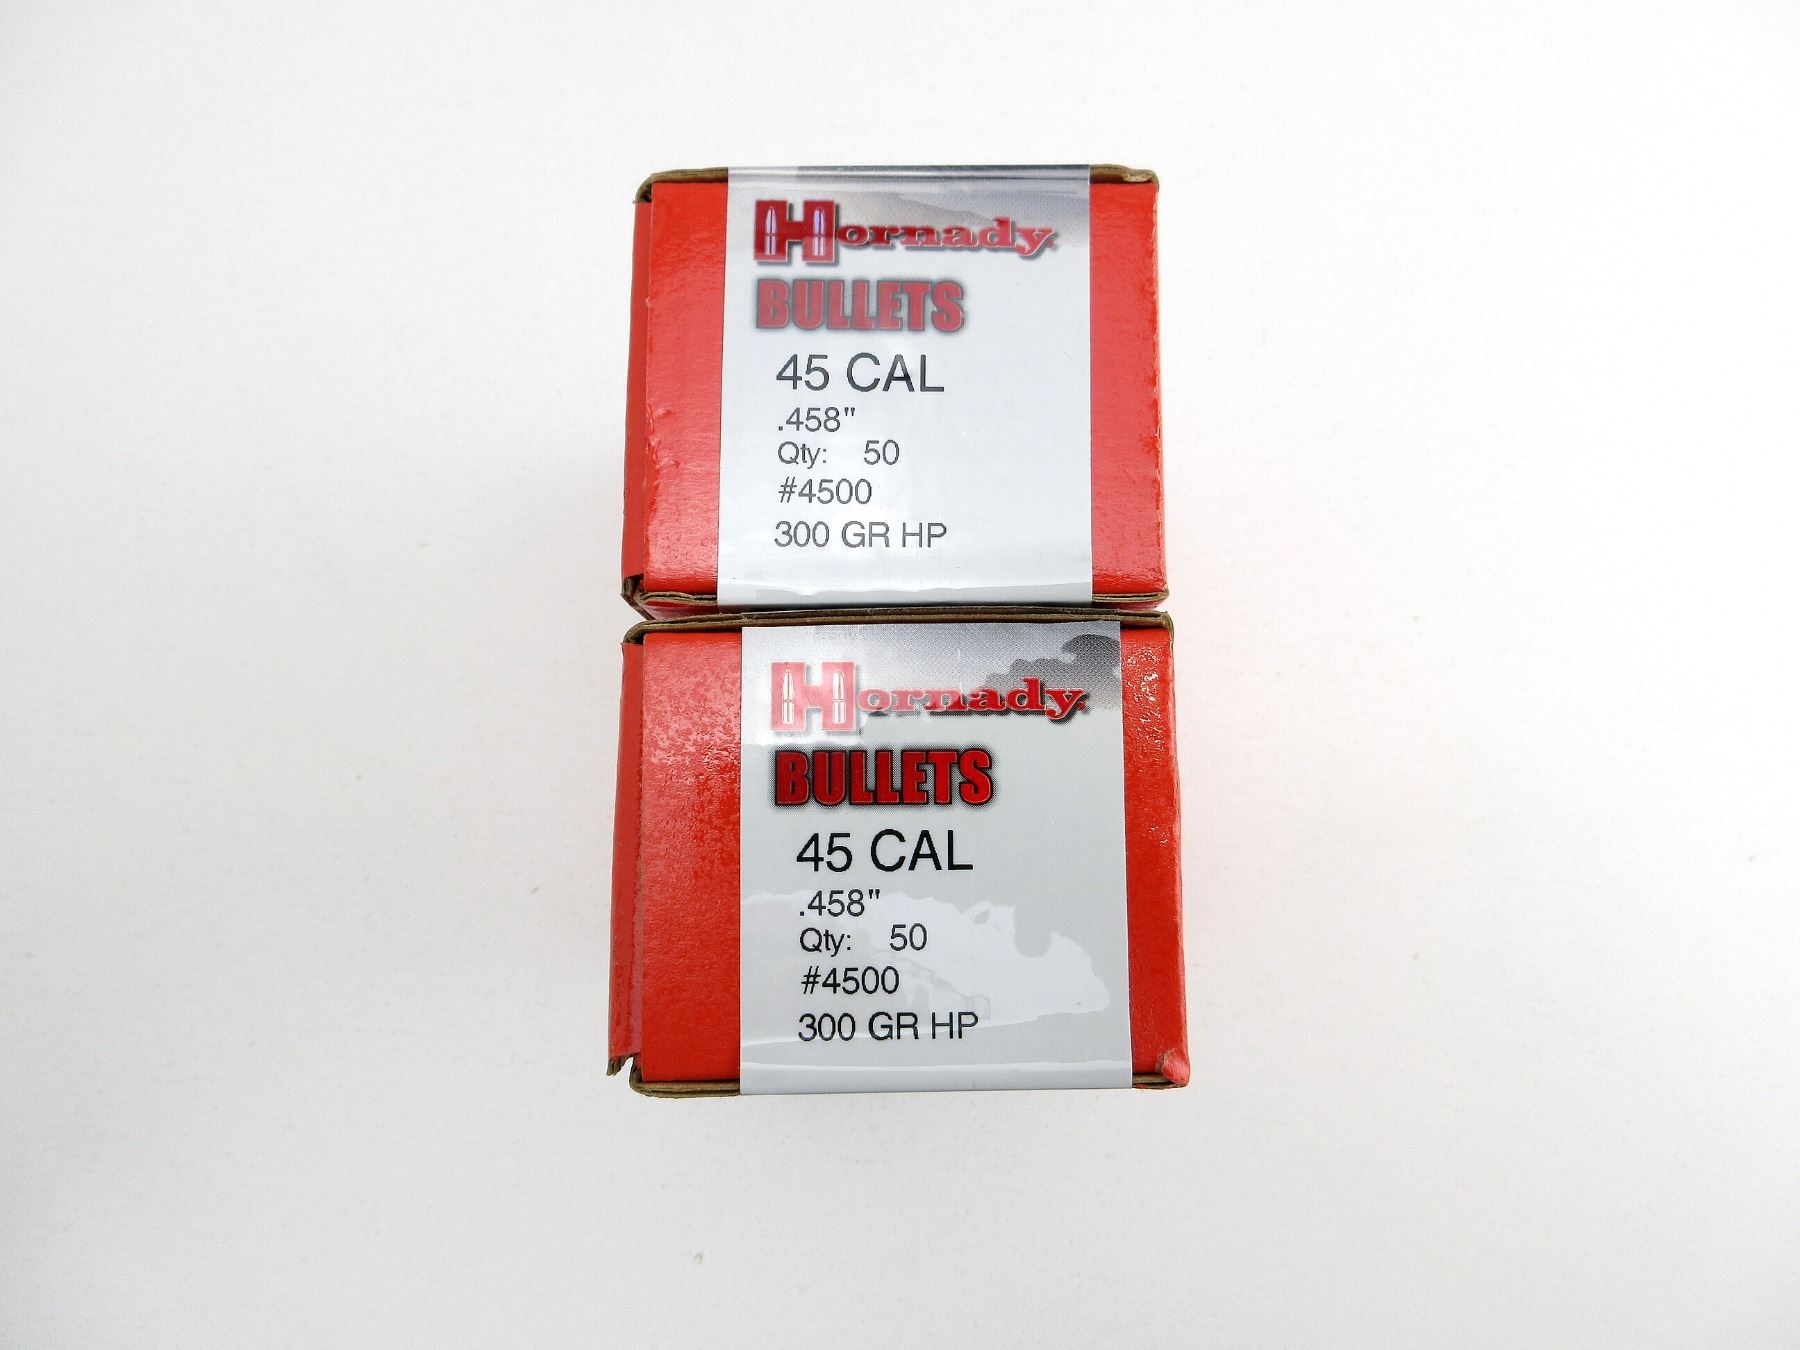 Hornady
BULLETS
45 CAL
.458"
Qty: 50
#4500
300 GR HP
Hornady
BULLETS
45 CAL
.458"
Qty: 50
#4500
300 GR HP